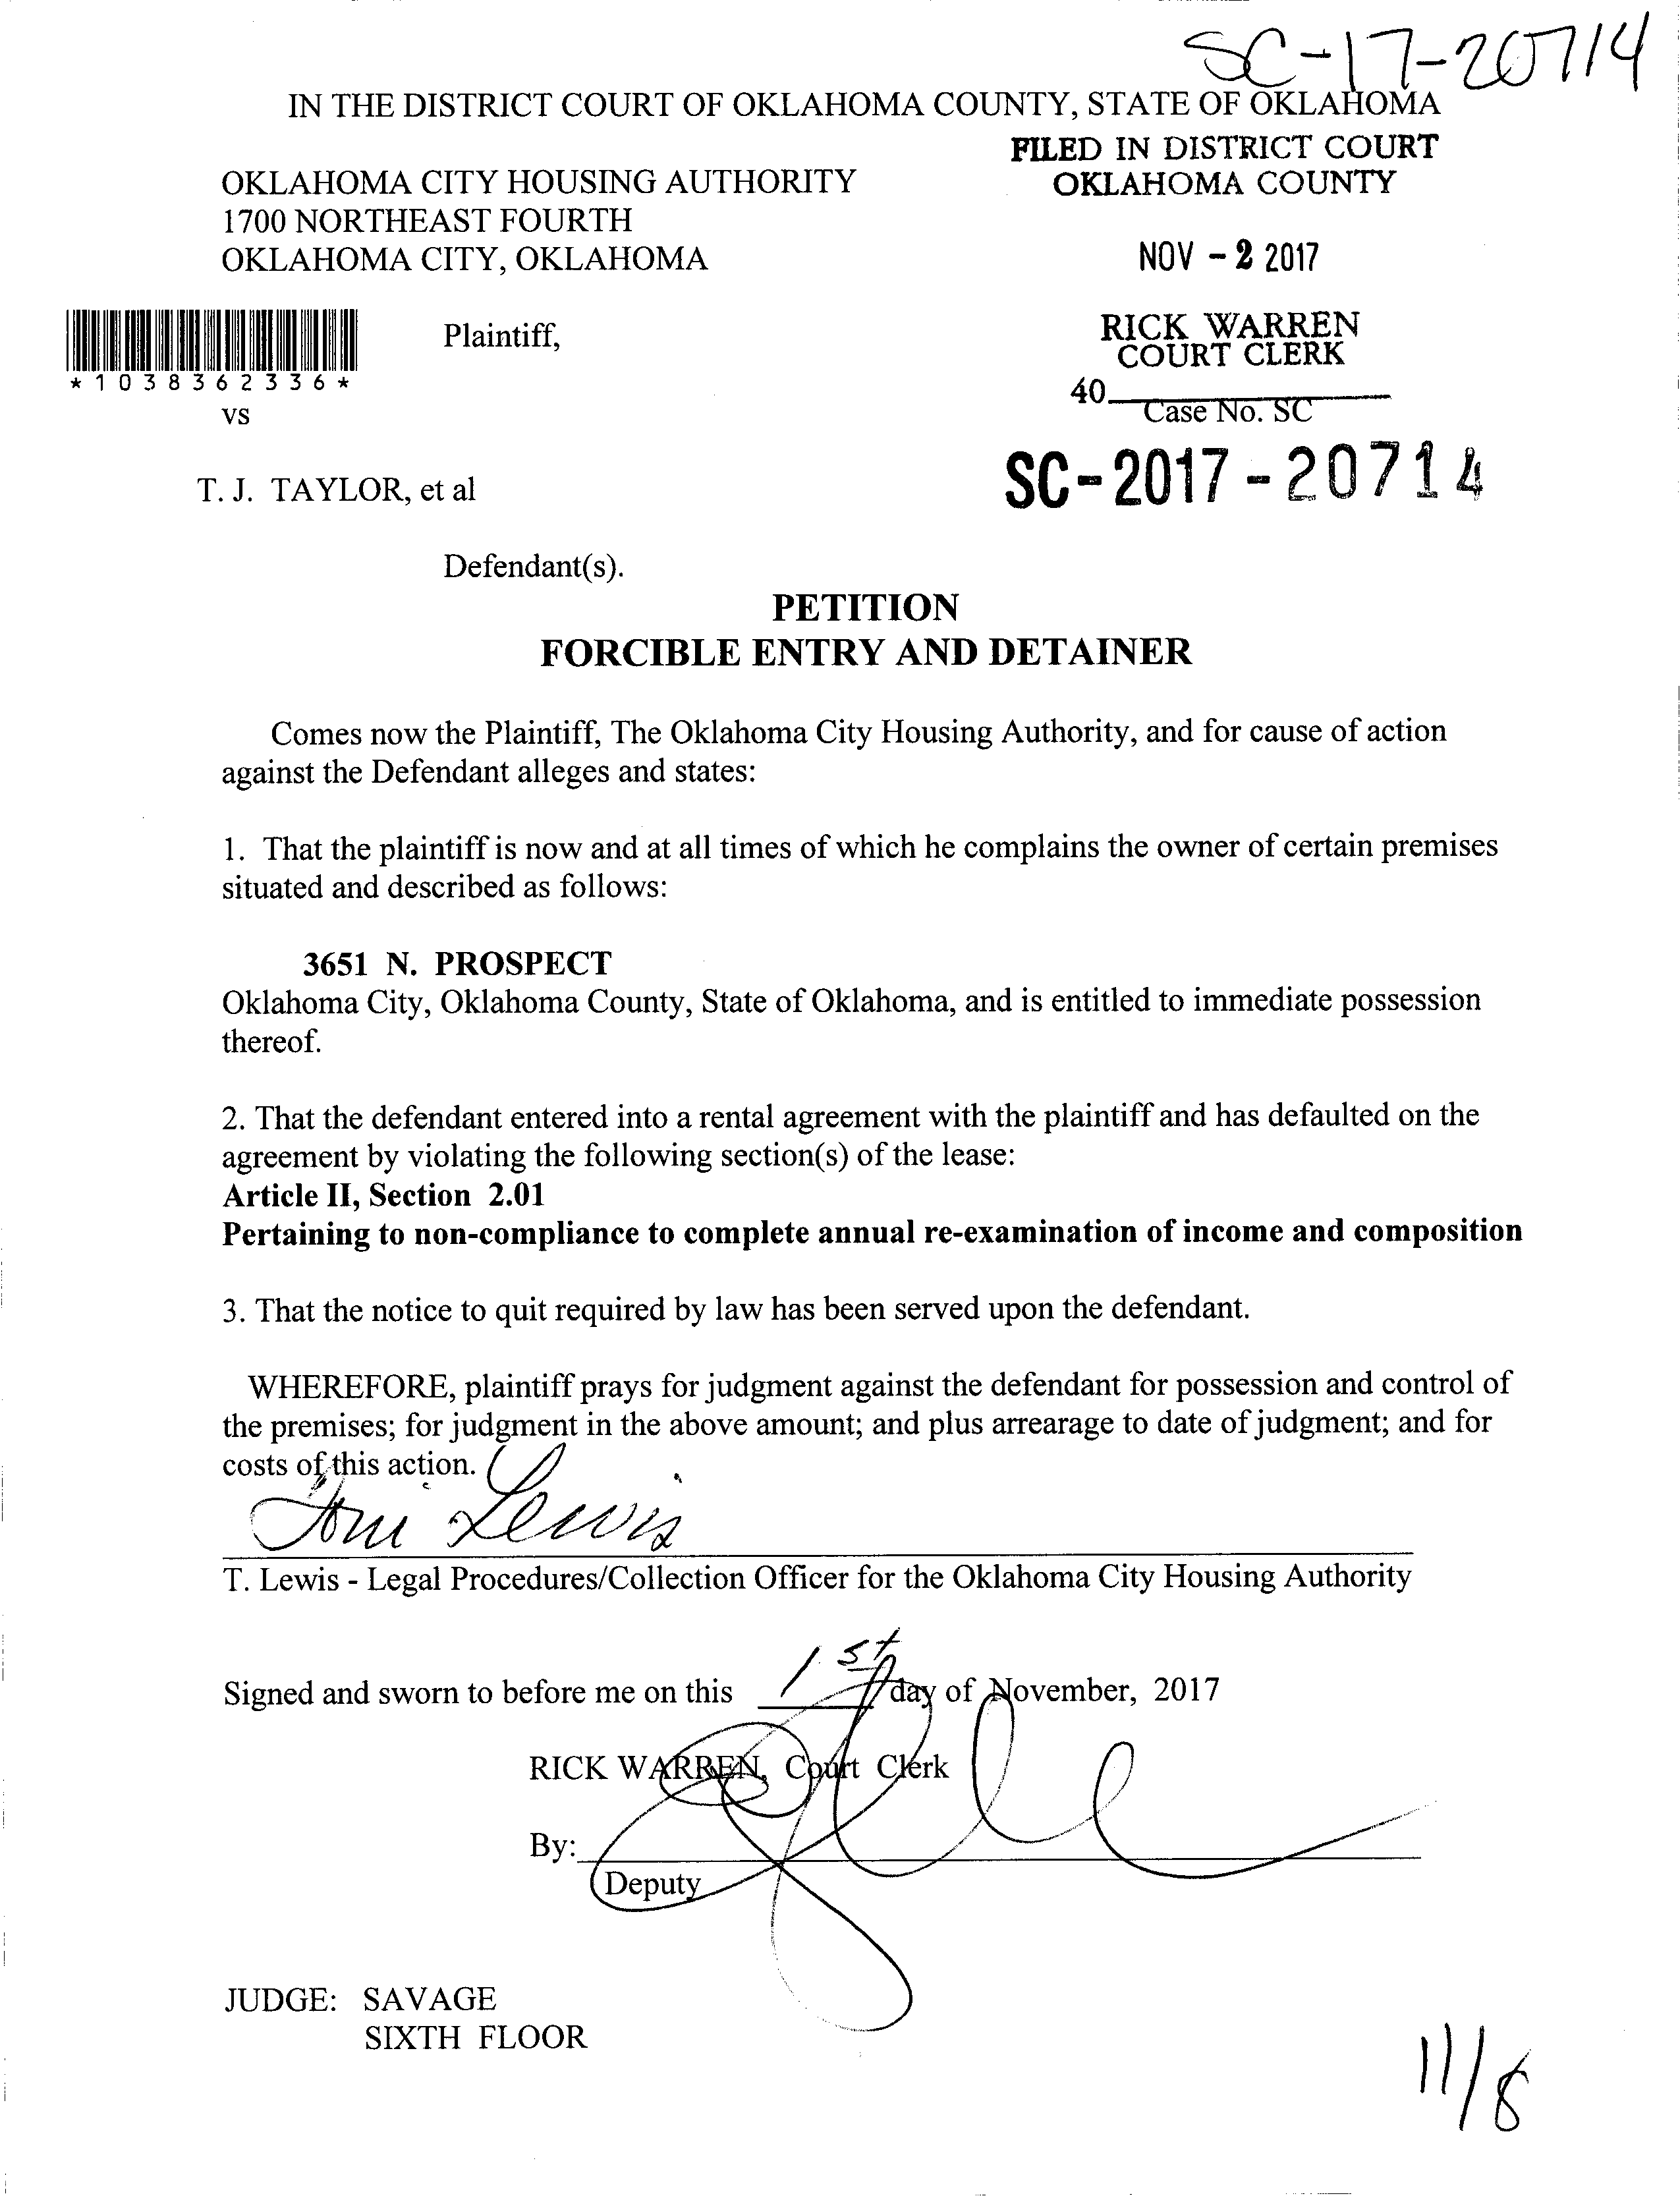 SC-17-20714
IN THE DISTRICT COURT OF OKLAHOMA COUNTY, STATE OF OKLAHOMA
FILED IN DISTRICT COURT
OKLAHOMA COUNTY
OKLAHOMA CITY HOUSING AUTHORITY
1700 NORTHEAST FOURTH
OKLAHOMA CITY, OKLAHOMA
NOV - 2 2017
Plaintiff,
RICK WARREN
COURT CLERK
*1038362336*
40
Case No. SC
vs
SC-2017-20714
T. J. TAYLOR, et al
Defendant(s).
PETITION
FORCIBLE ENTRY AND DETAINER
Comes now the Plaintiff, The Oklahoma City Housing Authority, and for cause of action
against the Defendant alleges and states:
1. That the plaintiff is now and at all times of which he complains the owner of certain premises
situated and described as follows:
3651 N. PROSPECT
Oklahoma City, Oklahoma County, State of Oklahoma, and is entitled to immediate possession
thereof.
2. That the defendant entered into a rental agreement with the plaintiff and has defaulted on the
agreement by violating the following section(s) of the lease:
Article II, Section 2.01
Pertaining to non-compliance to complete annual re-examination of income and composition
3. That the notice to quit required by law has been served upon the defendant.
WHEREFORE, plaintiff prays for judgment against the defendant for possession and control of
the premises; for judgment in the above amount; and plus arrearage to date of judgment; and for
costs of this action.
Toni Lewis
T. Lewis - Legal Procedures/Collection Officer for the Oklahoma City Housing Authority
Signed and sworn to before me on this 1st day of November, 2017
RICK WARREN, Court Clerk
By:
Deputy
JUDGE: SAVAGE
SIXTH FLOOR
11/8